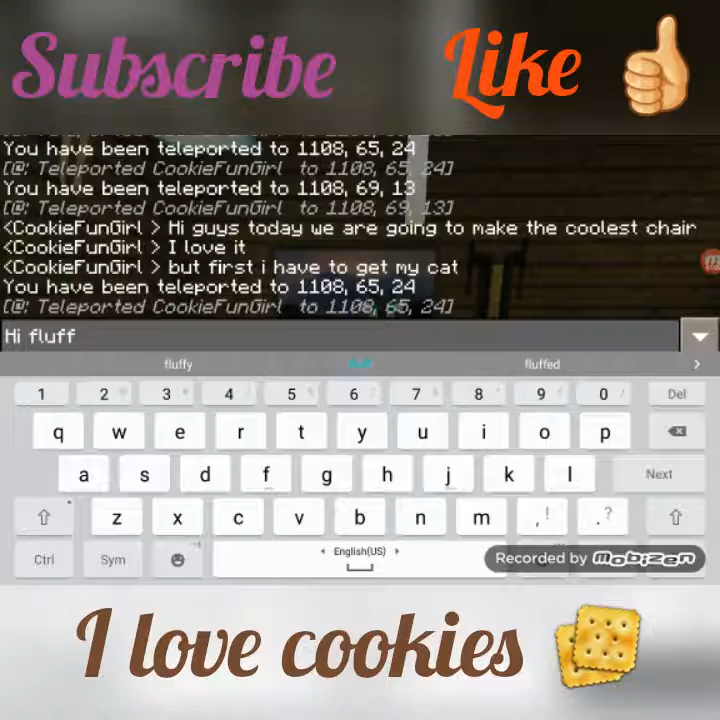 Subscribe Like
You have been teleported to 1108, 65, 24
[@: Teleported CookieFunGirl to 1108, 65, 24]
You have been teleported to 1108, 69, 13
[@: Teleported CookieFunGirl to 1108, 69, 13]
<CookieFunGirl > Hi guys today we are going to make the coolest chair
<CookieFunGirl > I love it
<CookieFunGirl > but first i have to get my cat
You have been teleported to 1108, 65, 24
[@: Teleported CookieFunGirl to 1108, 65, 24]
Hi fluff
fluffy fluff fluffed >
1 2 3 4 5 6 7 8 9 0 Del
q w e r t y u i o p
a s d f g h j k l Next
z x c v b n m ,! .?
Ctrl Sym English(US) Recorded by mobizen
I love cookies